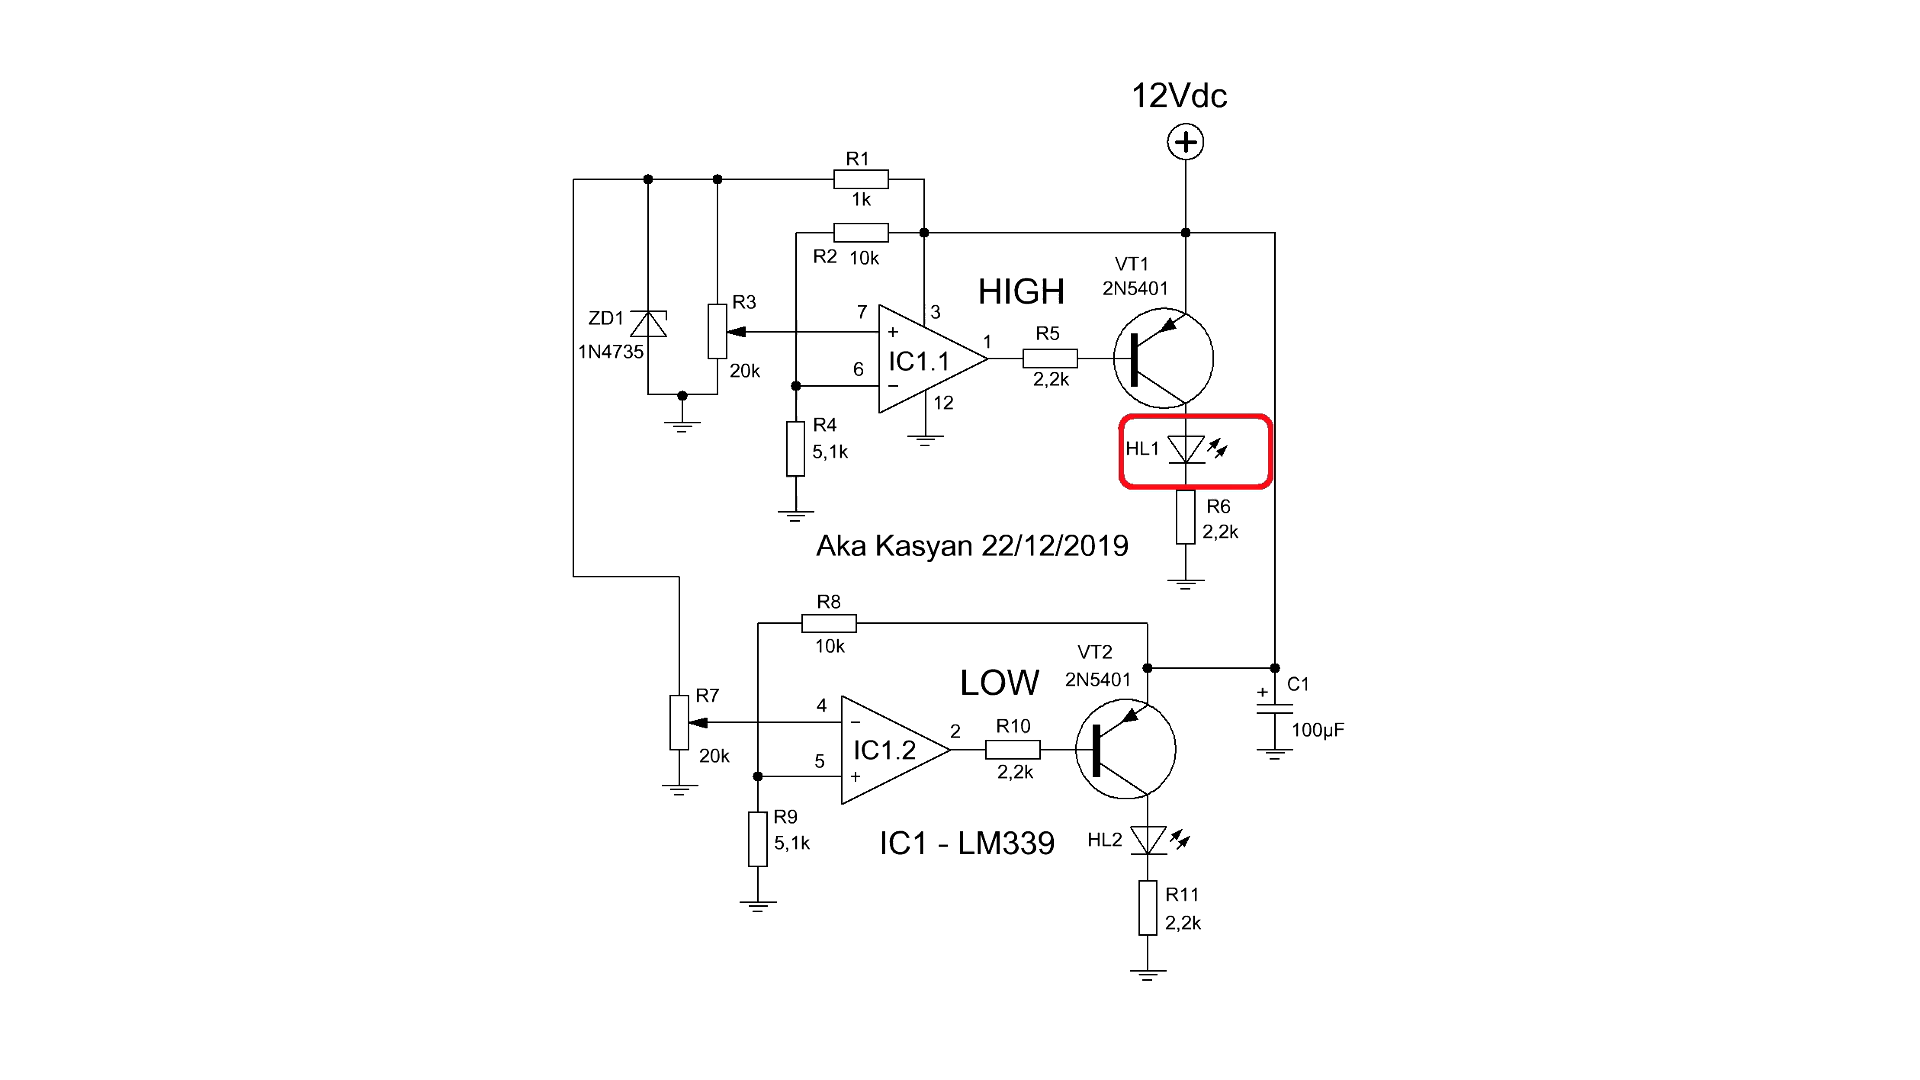 12Vdc
R1
1k
R2 10k
HIGH
VT1
2N5401
ZD1
1N4735
R3
20k
7
3
+
IC1.1
1
6
−
12
R5
2,2k
R4
5,1k
HL1
R6
2,2k
Aka Kasyan 22/12/2019
R8
10k
LOW
VT2
2N5401
+ C1
100µF
R7
20k
4
−
IC1.2
2
5
+
R10
2,2k
R9
5,1k
IC1 - LM339
HL2
R11
2,2k